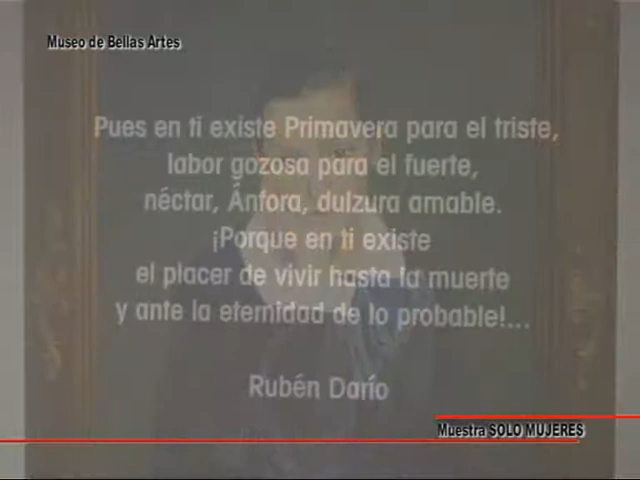 Museo de Bellas Artes
Pues en ti existe Primavera para el triste,
labor gozosa para el fuerte,
néctar, Ánfora, dulzura amable.
¡Porque en ti existe
el placer de vivir hasta la muerte
y ante la eternidad de lo probable!...
Rubén Darío
Muestra SOLO MUJERES